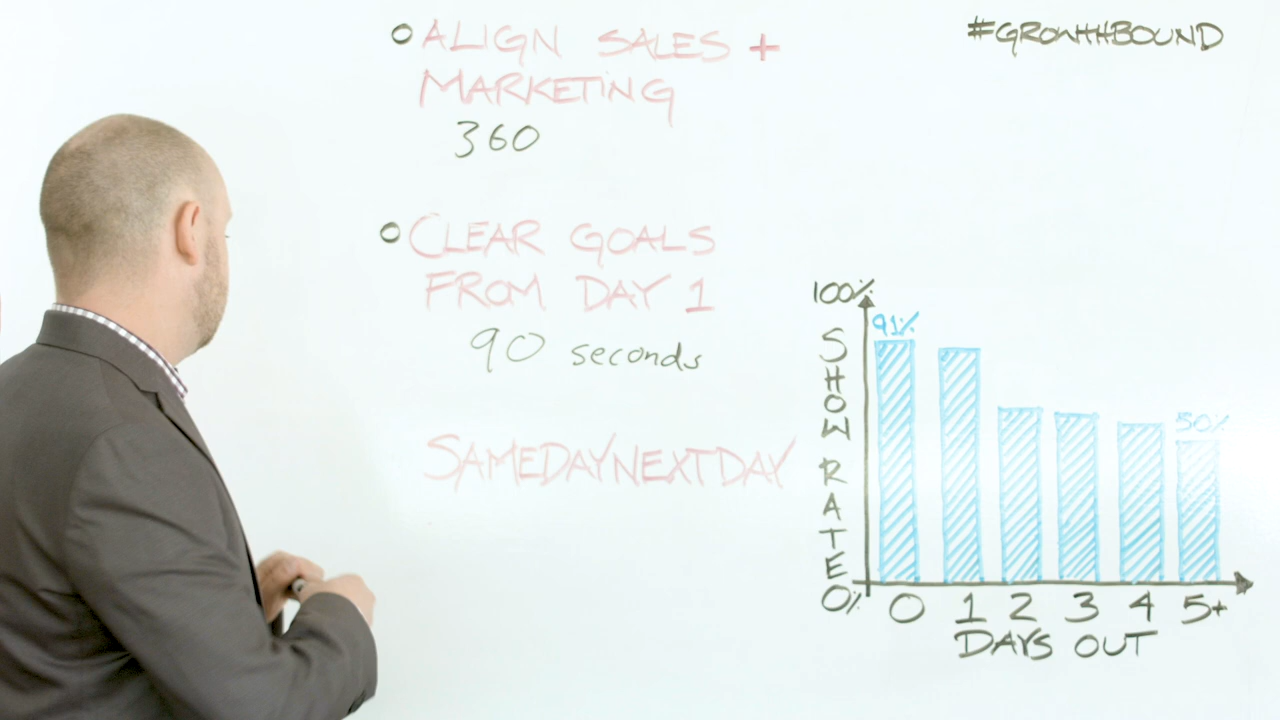 #GROWTHBOUND
O ALIGN SALES +
MARKETING
360
O CLEAR GOALS
FROM DAY 1
90 seconds
SAMEDAYNEXTDAY
100%
91%
50%
SHOW RATE
0%
0 1 2 3 4 5+
DAYS OUT